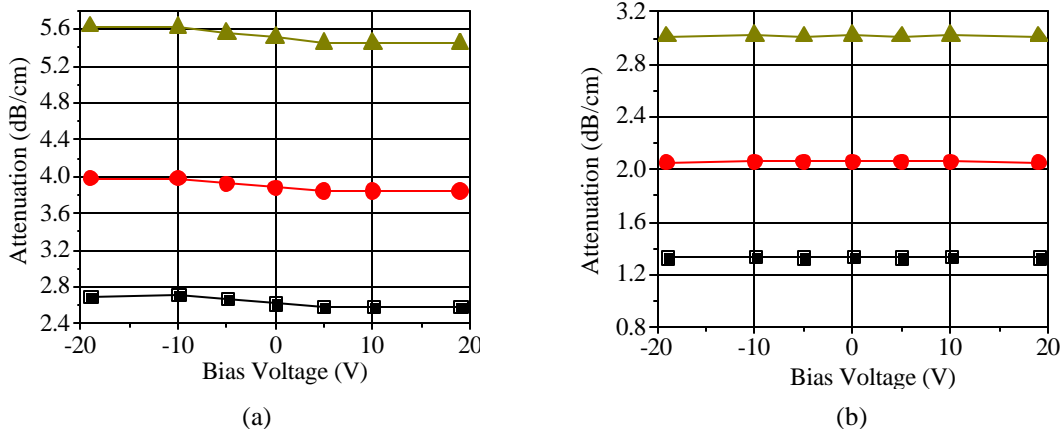 5.6
5.2
4.8
4.4
4.0
3.6
3.2
2.8
2.4
Attenuation (dB/cm)
-20 -10 0 10 20
Bias Voltage (V)
(a)
3.2
2.8
2.4
2.0
1.6
1.2
0.8
Attenuation (dB/cm)
-20 -10 0 10 20
Bias Voltage (V)
(b)